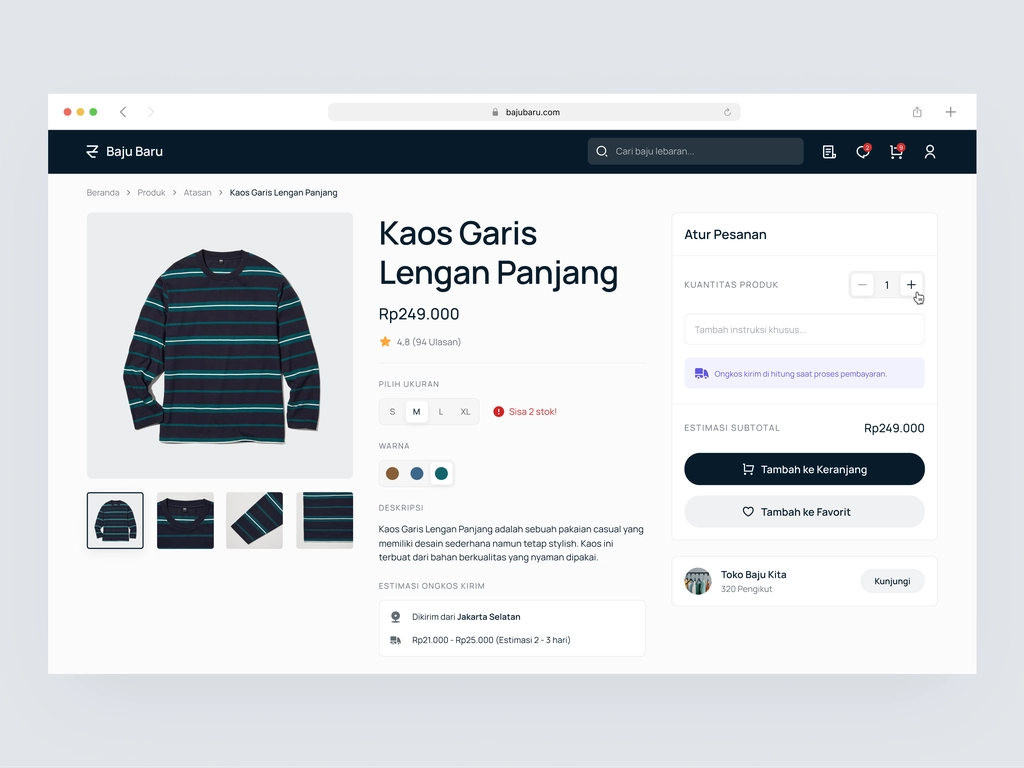 bajubaru.com
Baju Baru
Cari baju lebaran...
2
9
Beranda > Produk > Atasan > Kaos Garis Lengan Panjang
Kaos Garis
Lengan Panjang
Rp249.000
4,8 (94 Ulasan)
PILIH UKURAN
S M L XL
Sisa 2 stok!
WARNA
DESKRIPSI
Kaos Garis Lengan Panjang adalah sebuah pakaian casual yang
memiliki desain sederhana namun tetap stylish. Kaos ini
terbuat dari bahan berkualitas yang nyaman dipakai.
ESTIMASI ONGKOS KIRIM
Dikirim dari Jakarta Selatan
Rp21.000 - Rp25.000 (Estimasi 2 - 3 hari)
Atur Pesanan
KUANTITAS PRODUK
1
Tambah instruksi khusus...
Ongkos kirim di hitung saat proses pembayaran.
ESTIMASI SUBTOTAL
Rp249.000
Tambah ke Keranjang
Tambah ke Favorit
Toko Baju Kita
320 Pengikut
Kunjungi